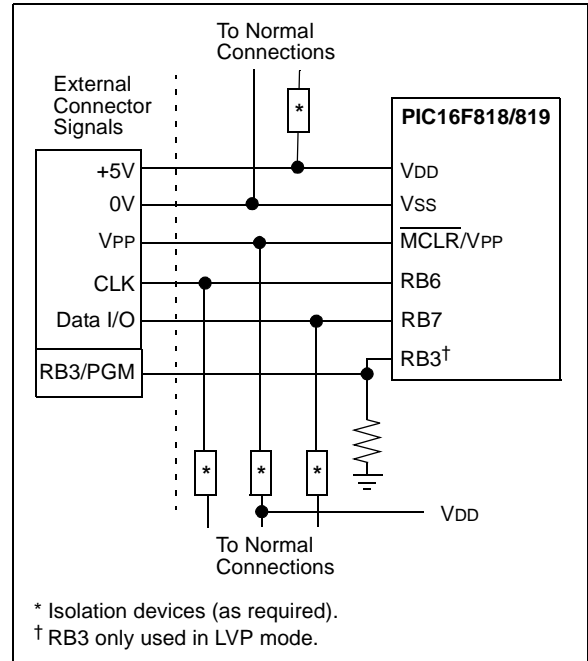 To Normal
Connections
External
Connector
Signals
*
PIC16F818/819
+5V
VDD
0V
VSS
VPP
MCLR/VPP
CLK
RB6
Data I/O
RB7
RB3†
RB3/PGM
* * *
VDD
To Normal
Connections
* Isolation devices (as required).
† RB3 only used in LVP mode.